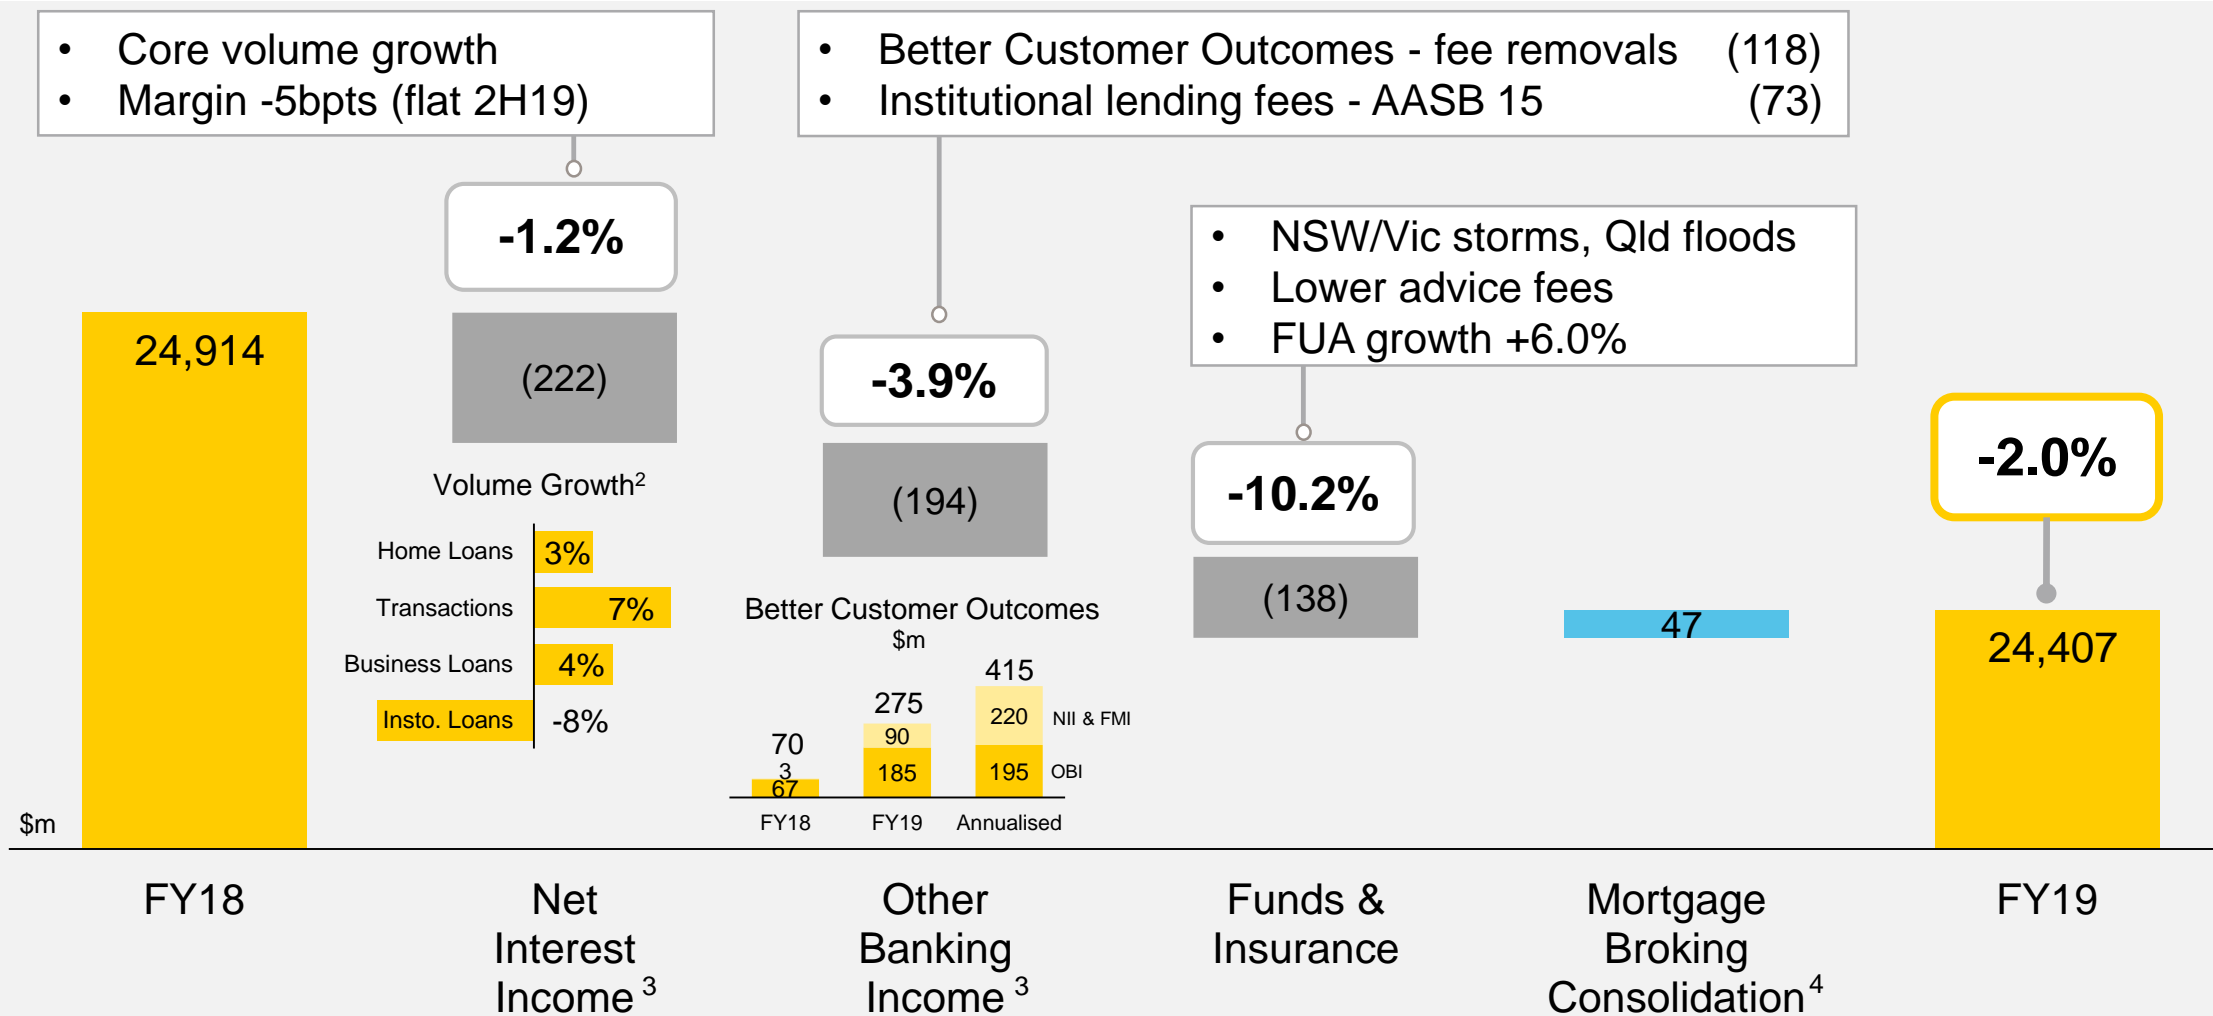 • Core volume growth
• Margin -5bpts (flat 2H19)
• Better Customer Outcomes - fee removals (118)
• Institutional lending fees - AASB 15 (73)
-1.2%
• NSW/Vic storms, Qld floods
• Lower advice fees
• FUA growth +6.0%
24,914
(222)
-3.9%
-10.2%
-2.0%
Volume Growth2
Home Loans 3%
Transactions 7%
Business Loans 4%
Insto. Loans -8%
(194)
Better Customer Outcomes
$m
415
275
220 NII & FMI
90
70
3
67
185
195 OBI
FY18 FY19 Annualised
(138)
47
24,407
$m
FY18
Net
Interest
Income 3
Other
Banking
Income 3
Funds &
Insurance
Mortgage
Broking
Consolidation4
FY19